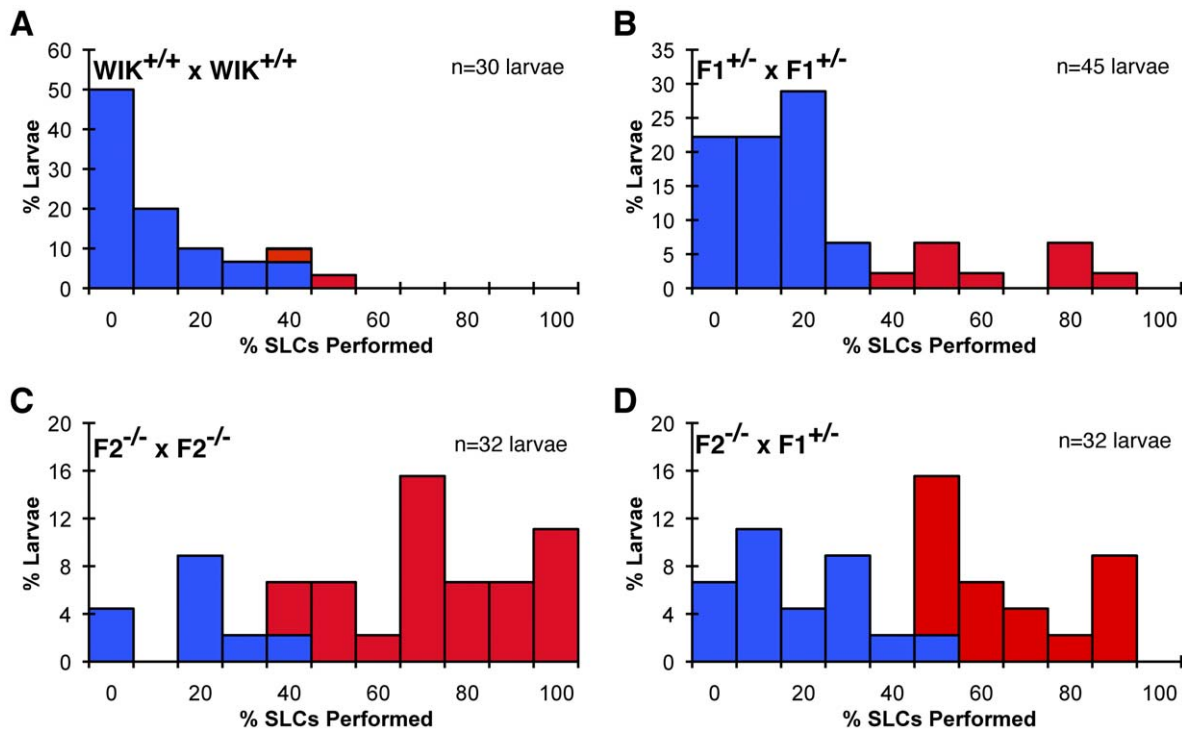 A
WIK+/+ x WIK+/+
n=30 larvae
% Larvae
60
50
40
30
20
10
0
0 20 40 60 80 100
% SLCs Performed
B
F1+/- x F1+/-
n=45 larvae
% Larvae
35
30
25
20
15
10
5
0
0 20 40 60 80 100
% SLCs Performed
C
F2-/- x F2-/-
n=32 larvae
% Larvae
20
16
12
8
4
0
0 20 40 60 80 100
% SLCs Performed
D
F2-/- x F1+/-
n=32 larvae
% Larvae
20
16
12
8
4
0
0 20 40 60 80 100
% SLCs Performed